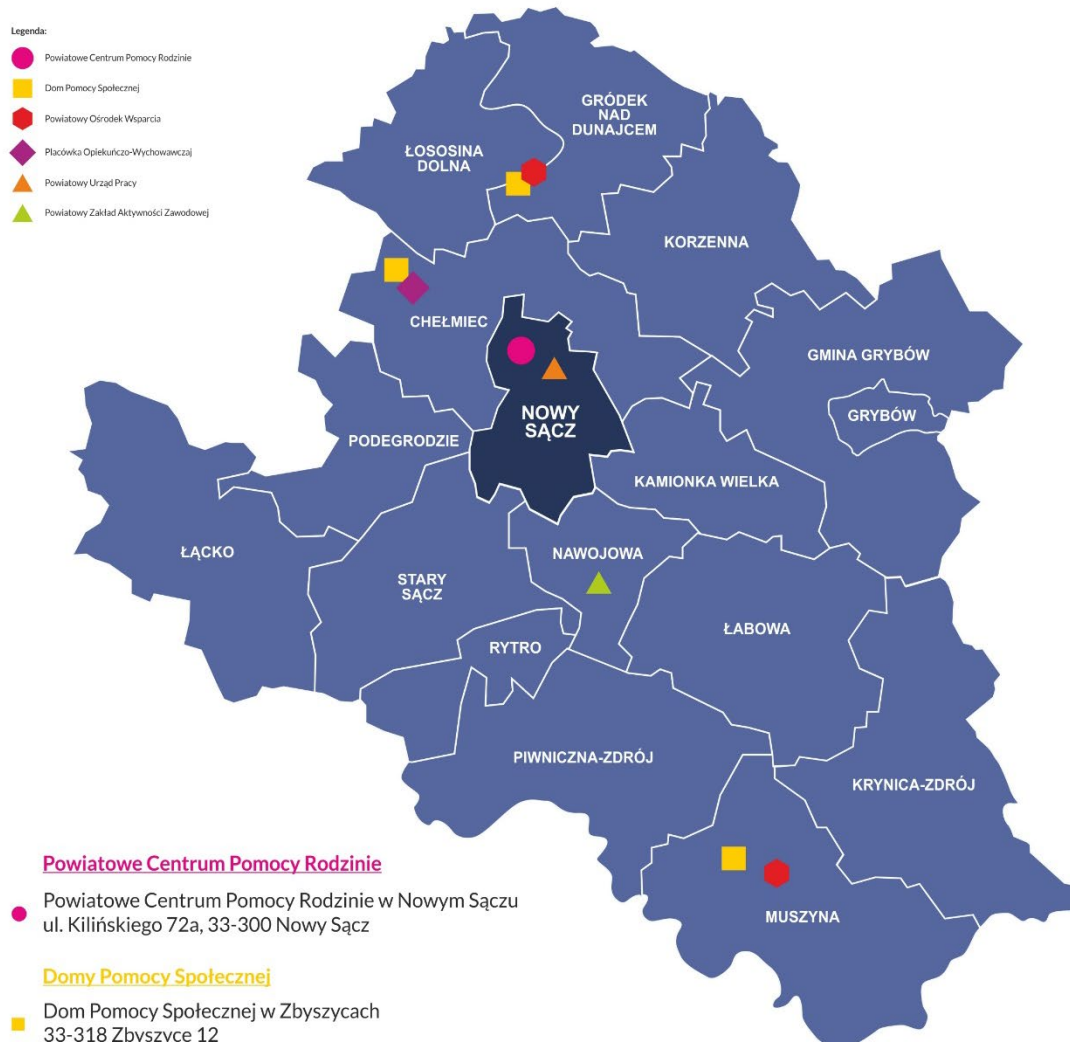 Legenda:
Powiatowe Centrum Pomocy Rodzinie
Dom Pomocy Społecznej
Powiatowy Ośrodek Wsparcia
Placówka Opiekuńczo-Wychowawczaj
Powiatowy Urząd Pracy
Powiatowy Zakład Aktywności Zawodowej
GRÓDEK
NAD
DUNAJCEM
ŁOSOSINA
DOLNA
KORZENNA
CHEŁMIEC
GMINA GRYBÓW
GRYBÓW
NOWY
SĄCZ
PODEGRODZIE
KAMIONKA WIELKA
ŁĄCKO
NAWOJOWA
STARY
SĄCZ
ŁABOWA
RYTRO
PIWNICZNA-ZDRÓJ
KRYNICA-ZDRÓJ
MUSZYNA
Powiatowe Centrum Pomocy Rodzinie
Powiatowe Centrum Pomocy Rodzinie w Nowym Sączu
ul. Kilińskiego 72a, 33-300 Nowy Sącz
Domy Pomocy Społecznej
Dom Pomocy Społecznej w Zbyszycach
33-318 Zbyszyce 12